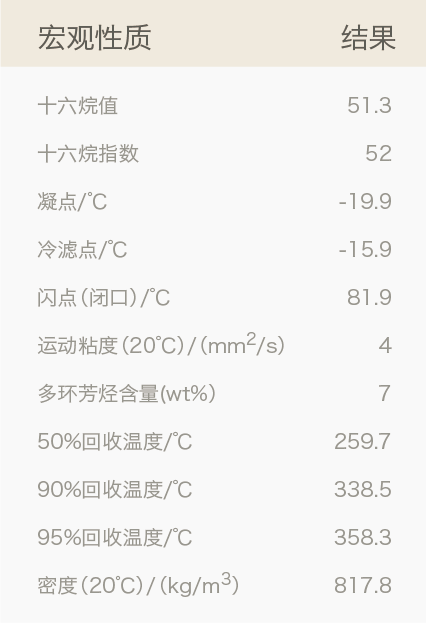 宏观性质 结果
十六烷值 51.3
十六烷指数 52
凝点/℃ -19.9
冷滤点/℃ -15.9
闪点(闭口)/℃ 81.9
运动粘度(20℃)/(mm²/s) 4
多环芳烃含量(wt%) 7
50%回收温度/℃ 259.7
90%回收温度/℃ 338.5
95%回收温度/℃ 358.3
密度(20℃)/(kg/m³) 817.8